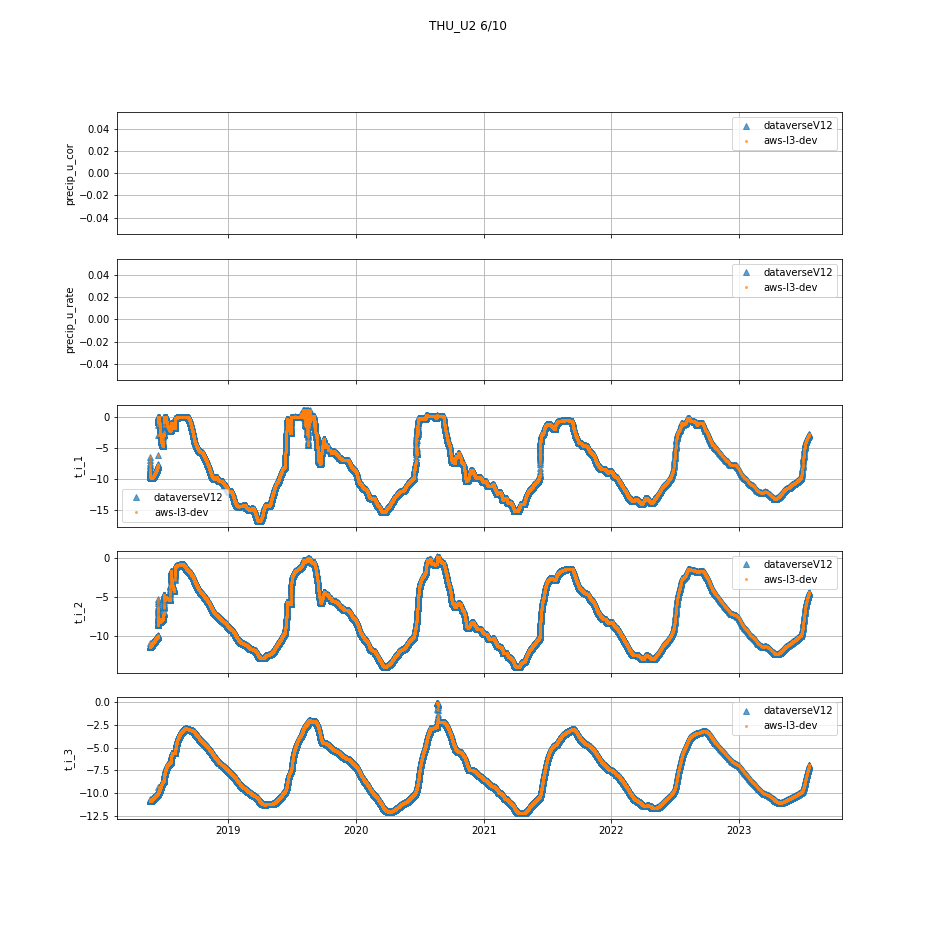 THU_U2 6/10
precip_u_cor
0.04
0.02
0.00
−0.02
−0.04
dataverseV12
aws-l3-dev
precip_u_rate
0.04
0.02
0.00
−0.02
−0.04
dataverseV12
aws-l3-dev
t_i_1
0
−5
−10
−15
dataverseV12
aws-l3-dev
t_i_2
0
−5
−10
dataverseV12
aws-l3-dev
t_i_3
0.0
−2.5
−5.0
−7.5
−10.0
−12.5
dataverseV12
aws-l3-dev
2019 2020 2021 2022 2023